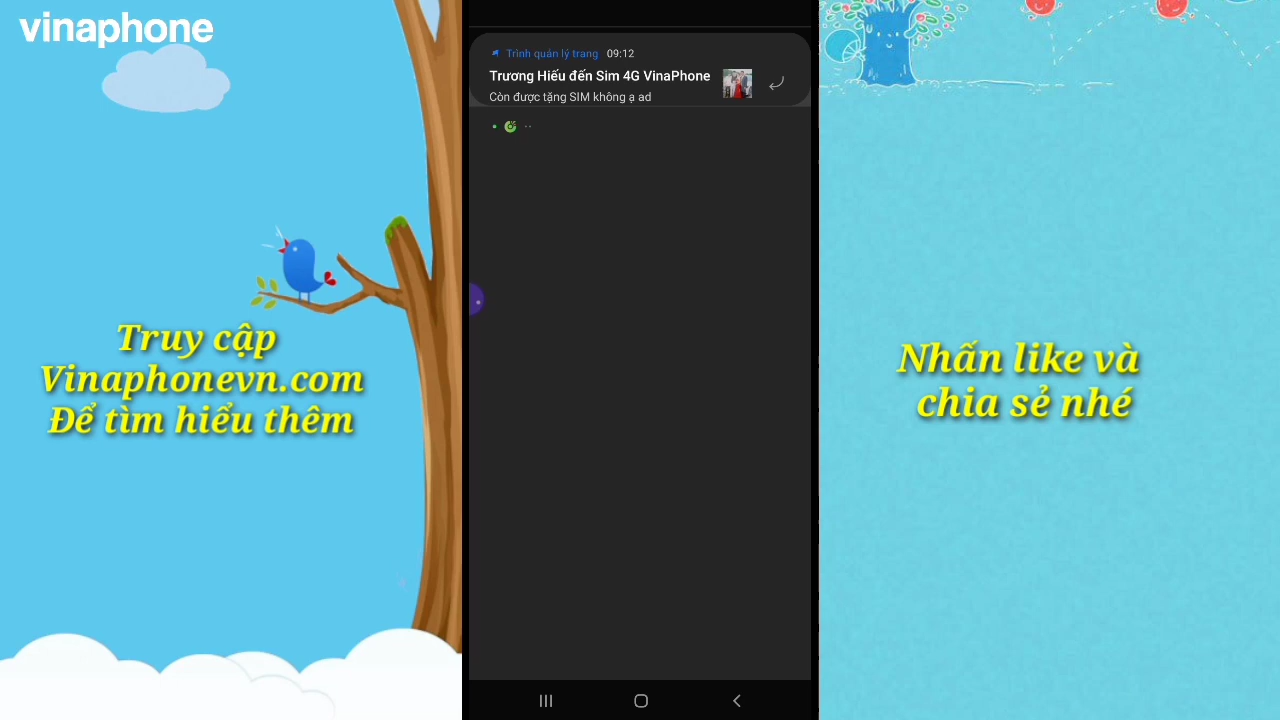 vinaphone
Truy cập
Vinaphonevn.com
Để tìm hiểu thêm
Trình quản lý trang 09:12
Trương Hiếu đến Sim 4G VinaPhone
Còn được tặng SIM không ạ ad
Nhấn like và
chia sẻ nhé